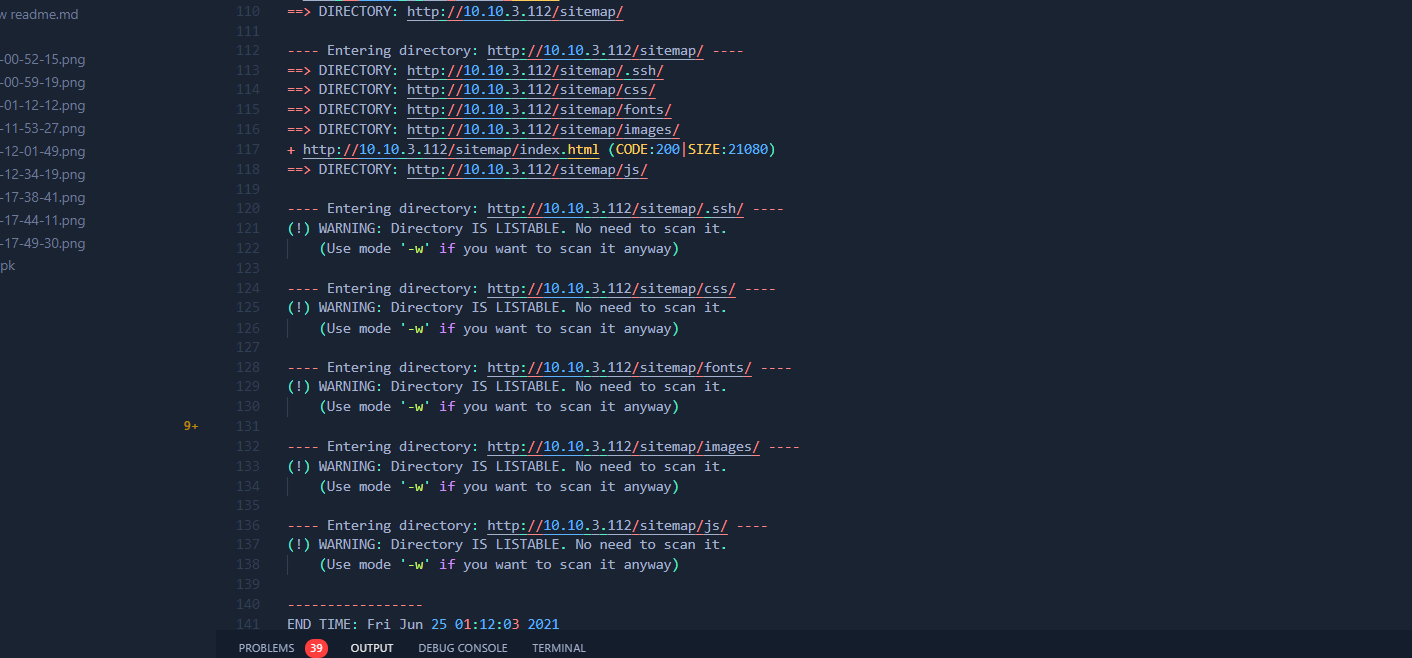 w readme.md
-00-52-15.png
-00-59-19.png
-01-12-12.png
-11-53-27.png
-12-01-49.png
-12-34-19.png
-17-38-41.png
-17-44-11.png
-17-49-30.png
pk
9+
110 ==> DIRECTORY: http://10.10.3.112/sitemap/
111
112 ---- Entering directory: http://10.10.3.112/sitemap/ ----
113 ==> DIRECTORY: http://10.10.3.112/sitemap/.ssh/
114 ==> DIRECTORY: http://10.10.3.112/sitemap/css/
115 ==> DIRECTORY: http://10.10.3.112/sitemap/fonts/
116 ==> DIRECTORY: http://10.10.3.112/sitemap/images/
117 + http://10.10.3.112/sitemap/index.html (CODE:200|SIZE:21080)
118 ==> DIRECTORY: http://10.10.3.112/sitemap/js/
119
120 ---- Entering directory: http://10.10.3.112/sitemap/.ssh/ ----
121 (!) WARNING: Directory IS LISTABLE. No need to scan it.
122 (Use mode '-w' if you want to scan it anyway)
123
124 ---- Entering directory: http://10.10.3.112/sitemap/css/ ----
125 (!) WARNING: Directory IS LISTABLE. No need to scan it.
126 (Use mode '-w' if you want to scan it anyway)
127
128 ---- Entering directory: http://10.10.3.112/sitemap/fonts/ ----
129 (!) WARNING: Directory IS LISTABLE. No need to scan it.
130 (Use mode '-w' if you want to scan it anyway)
131
132 ---- Entering directory: http://10.10.3.112/sitemap/images/ ----
133 (!) WARNING: Directory IS LISTABLE. No need to scan it.
134 (Use mode '-w' if you want to scan it anyway)
135
136 ---- Entering directory: http://10.10.3.112/sitemap/js/ ----
137 (!) WARNING: Directory IS LISTABLE. No need to scan it.
138 (Use mode '-w' if you want to scan it anyway)
139
140 -----------------
141 END TIME: Fri Jun 25 01:12:03 2021
PROBLEMS 39 OUTPUT DEBUG CONSOLE TERMINAL